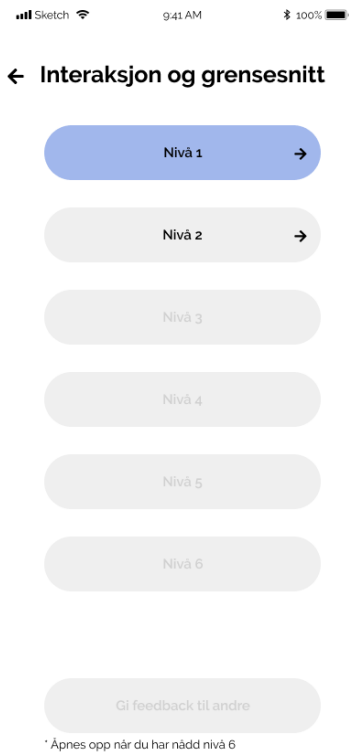 Sketch 9:41 AM 100%
Interaksjon og grensesnitt
Nivå 1
Nivå 2
Nivå 3
Nivå 4
Nivå 5
Nivå 6
Gi feedback til andre
* Åpnes opp når du har nådd nivå 6